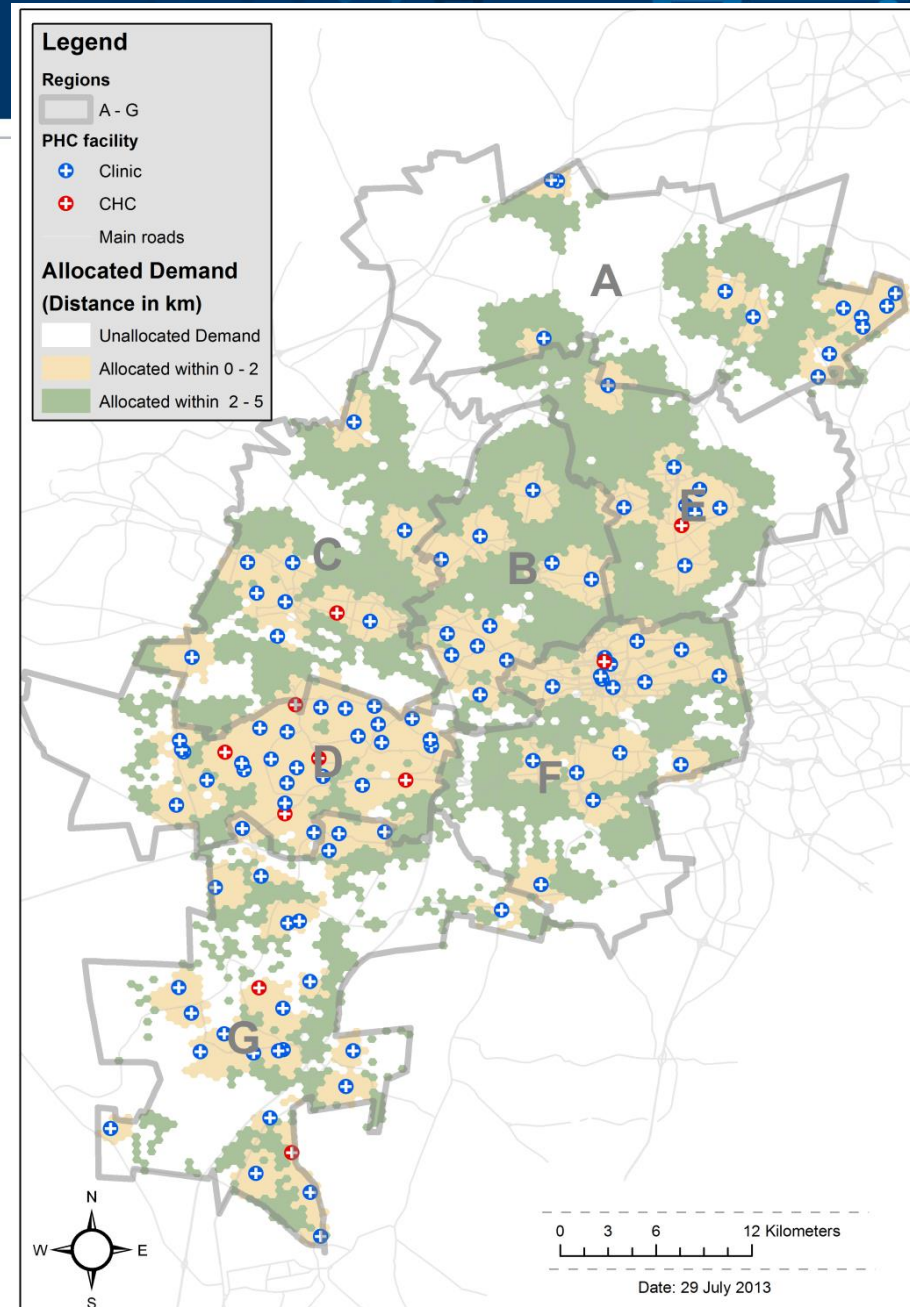 Legend
Regions
A - G
PHC facility
Clinic
CHC
Main roads
Allocated Demand
(Distance in km)
Unallocated Demand
Allocated within 0 - 2
Allocated within 2 - 5
A
E
C
B
D
F
G
N
W E
S
0 3 6 12 Kilometers
Date: 29 July 2013